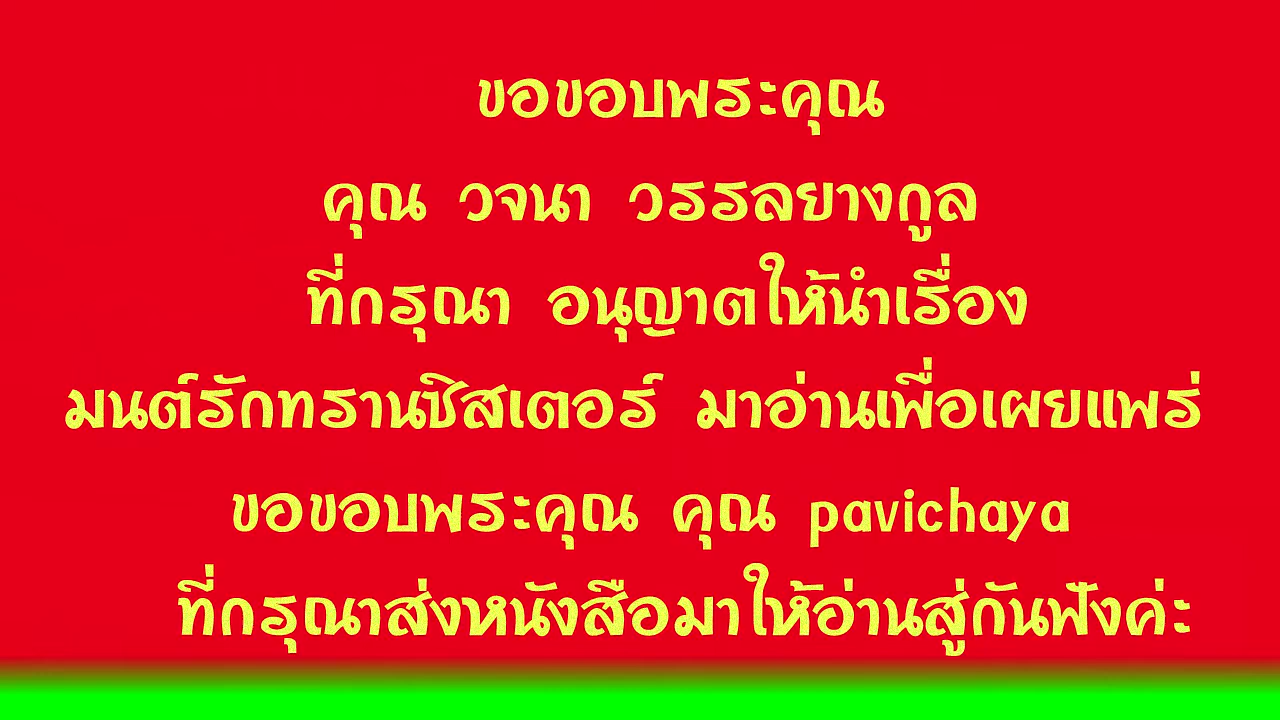 ขอขอบพระคุณ
คุณ วจนา วรรลยางกูล
ที่กรุณา อนุญาตให้นำเรื่อง
มนต์รักทรานซิสเตอร์ มาอ่านเพื่อเผยแพร่
ขอขอบพระคุณ คุณ pavichaya
ที่กรุณาส่งหนังสือมาให้อ่านสู่กันฟังค่ะ